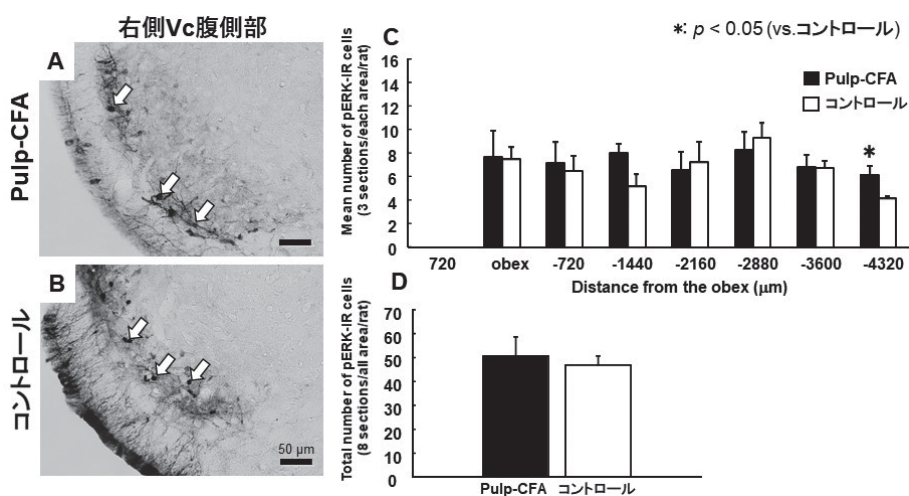 右側Vc腹側部
A
Pulp-CFA
B
コントロール
50 μm
C
*: p < 0.05 (vs.コントロール)
Pulp-CFA
コントロール
Mean number of pERK-IR cells
(3 sections/each area/rat)
16
14
12
10
8
6
4
2
0
*
720 obex -720 -1440 -2160 -2880 -3600 -4320
Distance from the obex (μm)
D
Total number of pERK-IR cells
(8 sections/all area/rat)
70
60
50
40
30
20
10
0
Pulp-CFA コントロール